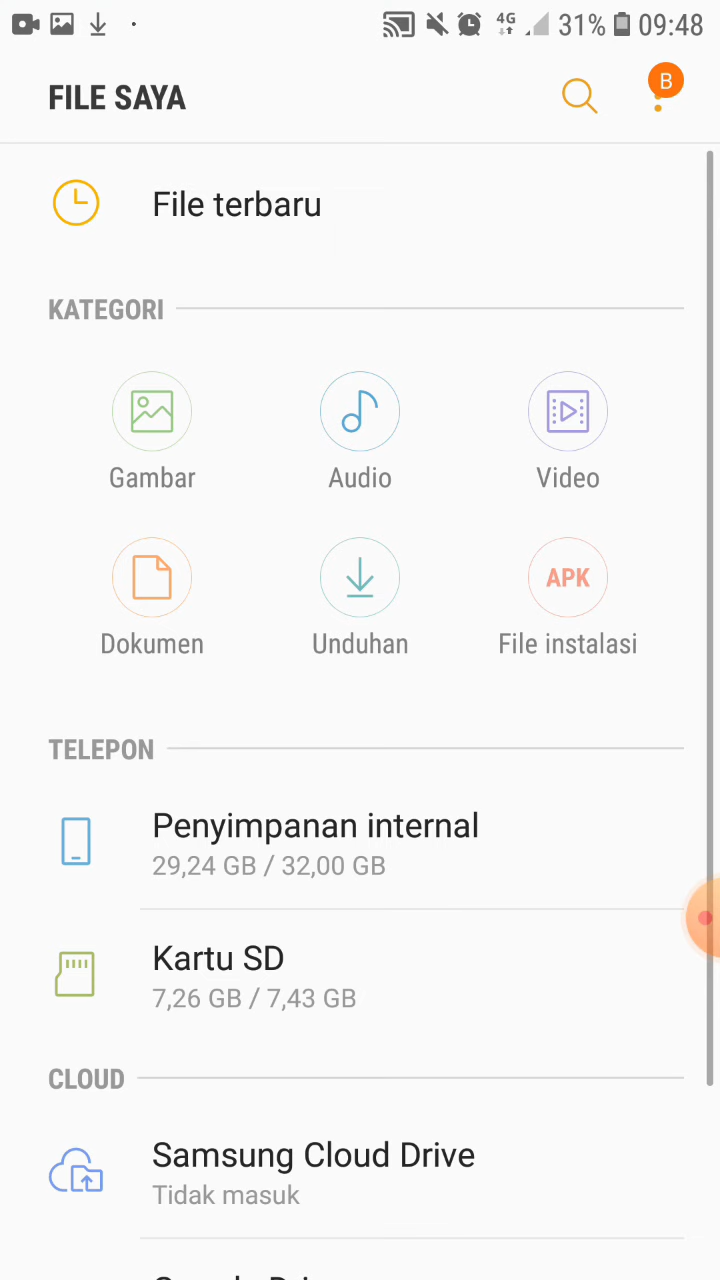 4G 31% 09:48
FILE SAYA
B
File terbaru
KATEGORI
Gambar Audio Video
APK
Dokumen Unduhan File instalasi
TELEPON
Penyimpanan internal
29,24 GB / 32,00 GB
Kartu SD
7,26 GB / 7,43 GB
CLOUD
Samsung Cloud Drive
Tidak masuk